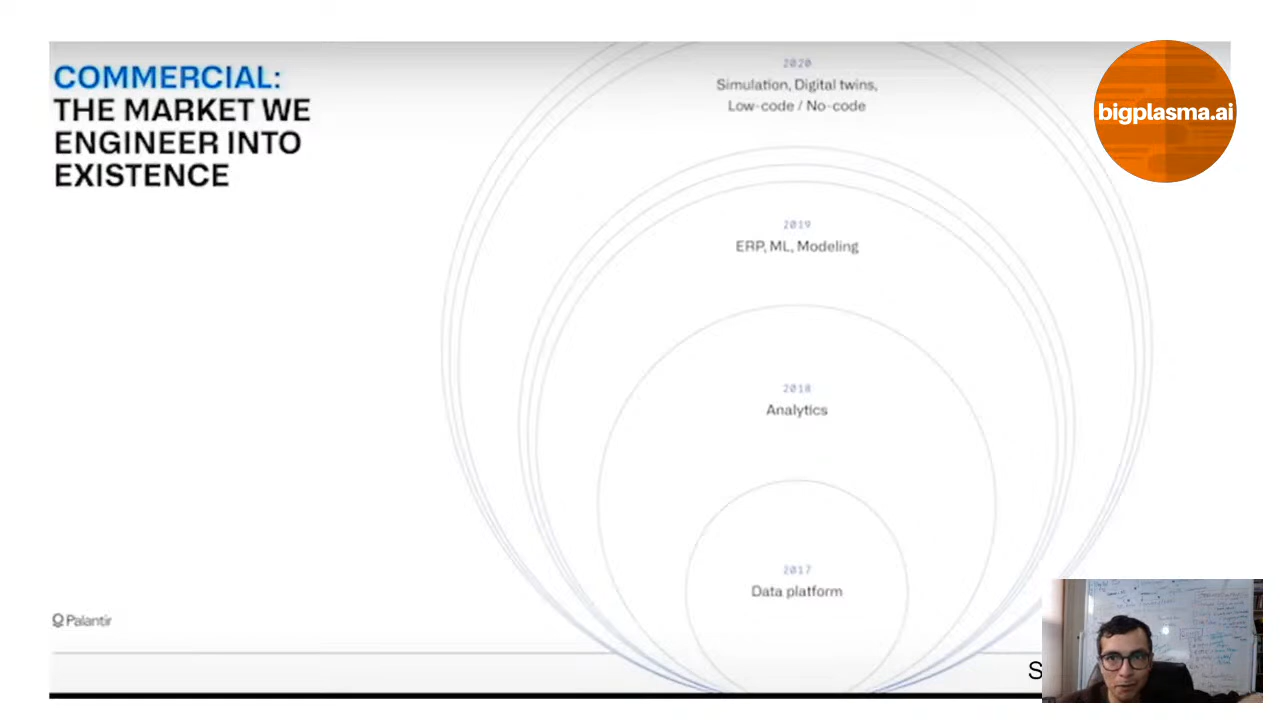 COMMERCIAL:
THE MARKET WE
ENGINEER INTO
EXISTENCE
bigplasma.ai
2020
Simulation, Digital twins,
Low-code / No-code
2019
ERP, ML, Modeling
2018
Analytics
2017
Data platform
Palantir
S